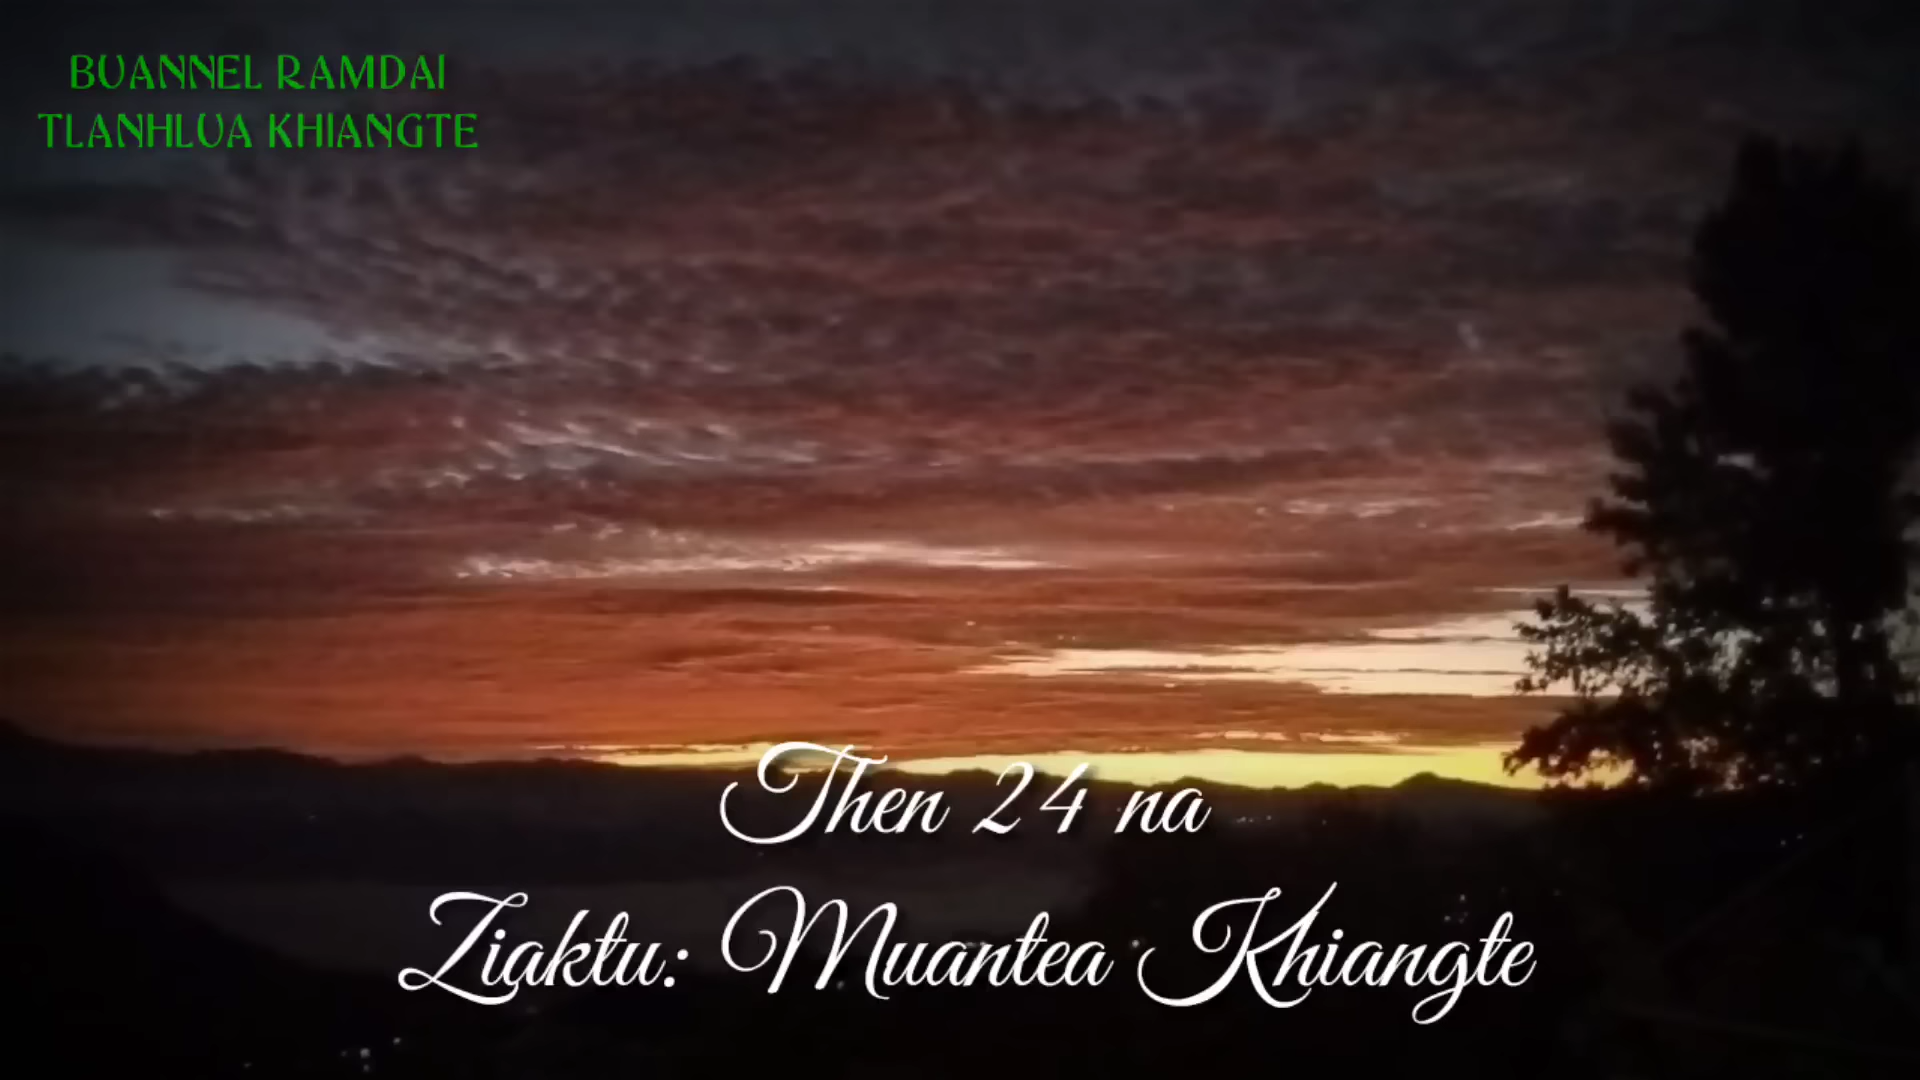 BUANNEL RAMDAI
TLANHLUA KHIANGTE
Then 24 na
Ziaktu: Muantea Khiangte